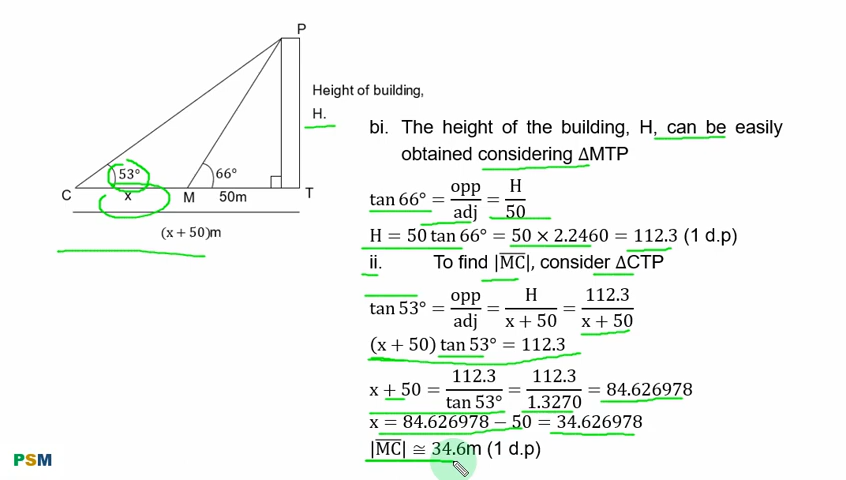 P
Height of building,
H.
53°
66°
C
x
M
50m
T
(x + 50)m
bi. The height of the building, H, can be easily
obtained considering ΔMTP
tan 66° = opp/adj = H/50
H = 50 tan 66° = 50 × 2.2460 = 112.3 (1 d.p)
ii. To find |MC|, consider ΔCTP
tan 53° = opp/adj = H/x + 50 = 112.3/x + 50
(x + 50) tan 53° = 112.3
x + 50 = 112.3/tan 53° = 112.3/1.3270 = 84.626978
x = 84.626978 − 50 = 34.626978
|MC| ≅ 34.6m (1 d.p)
PSM